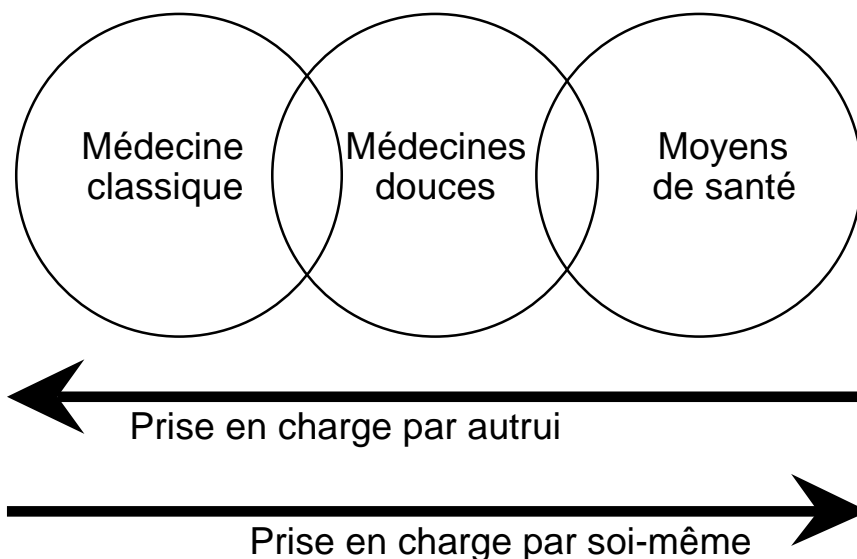 Médecine
classique
Médecines
douces
Moyens
de santé
Prise en charge par autrui
Prise en charge par soi-même